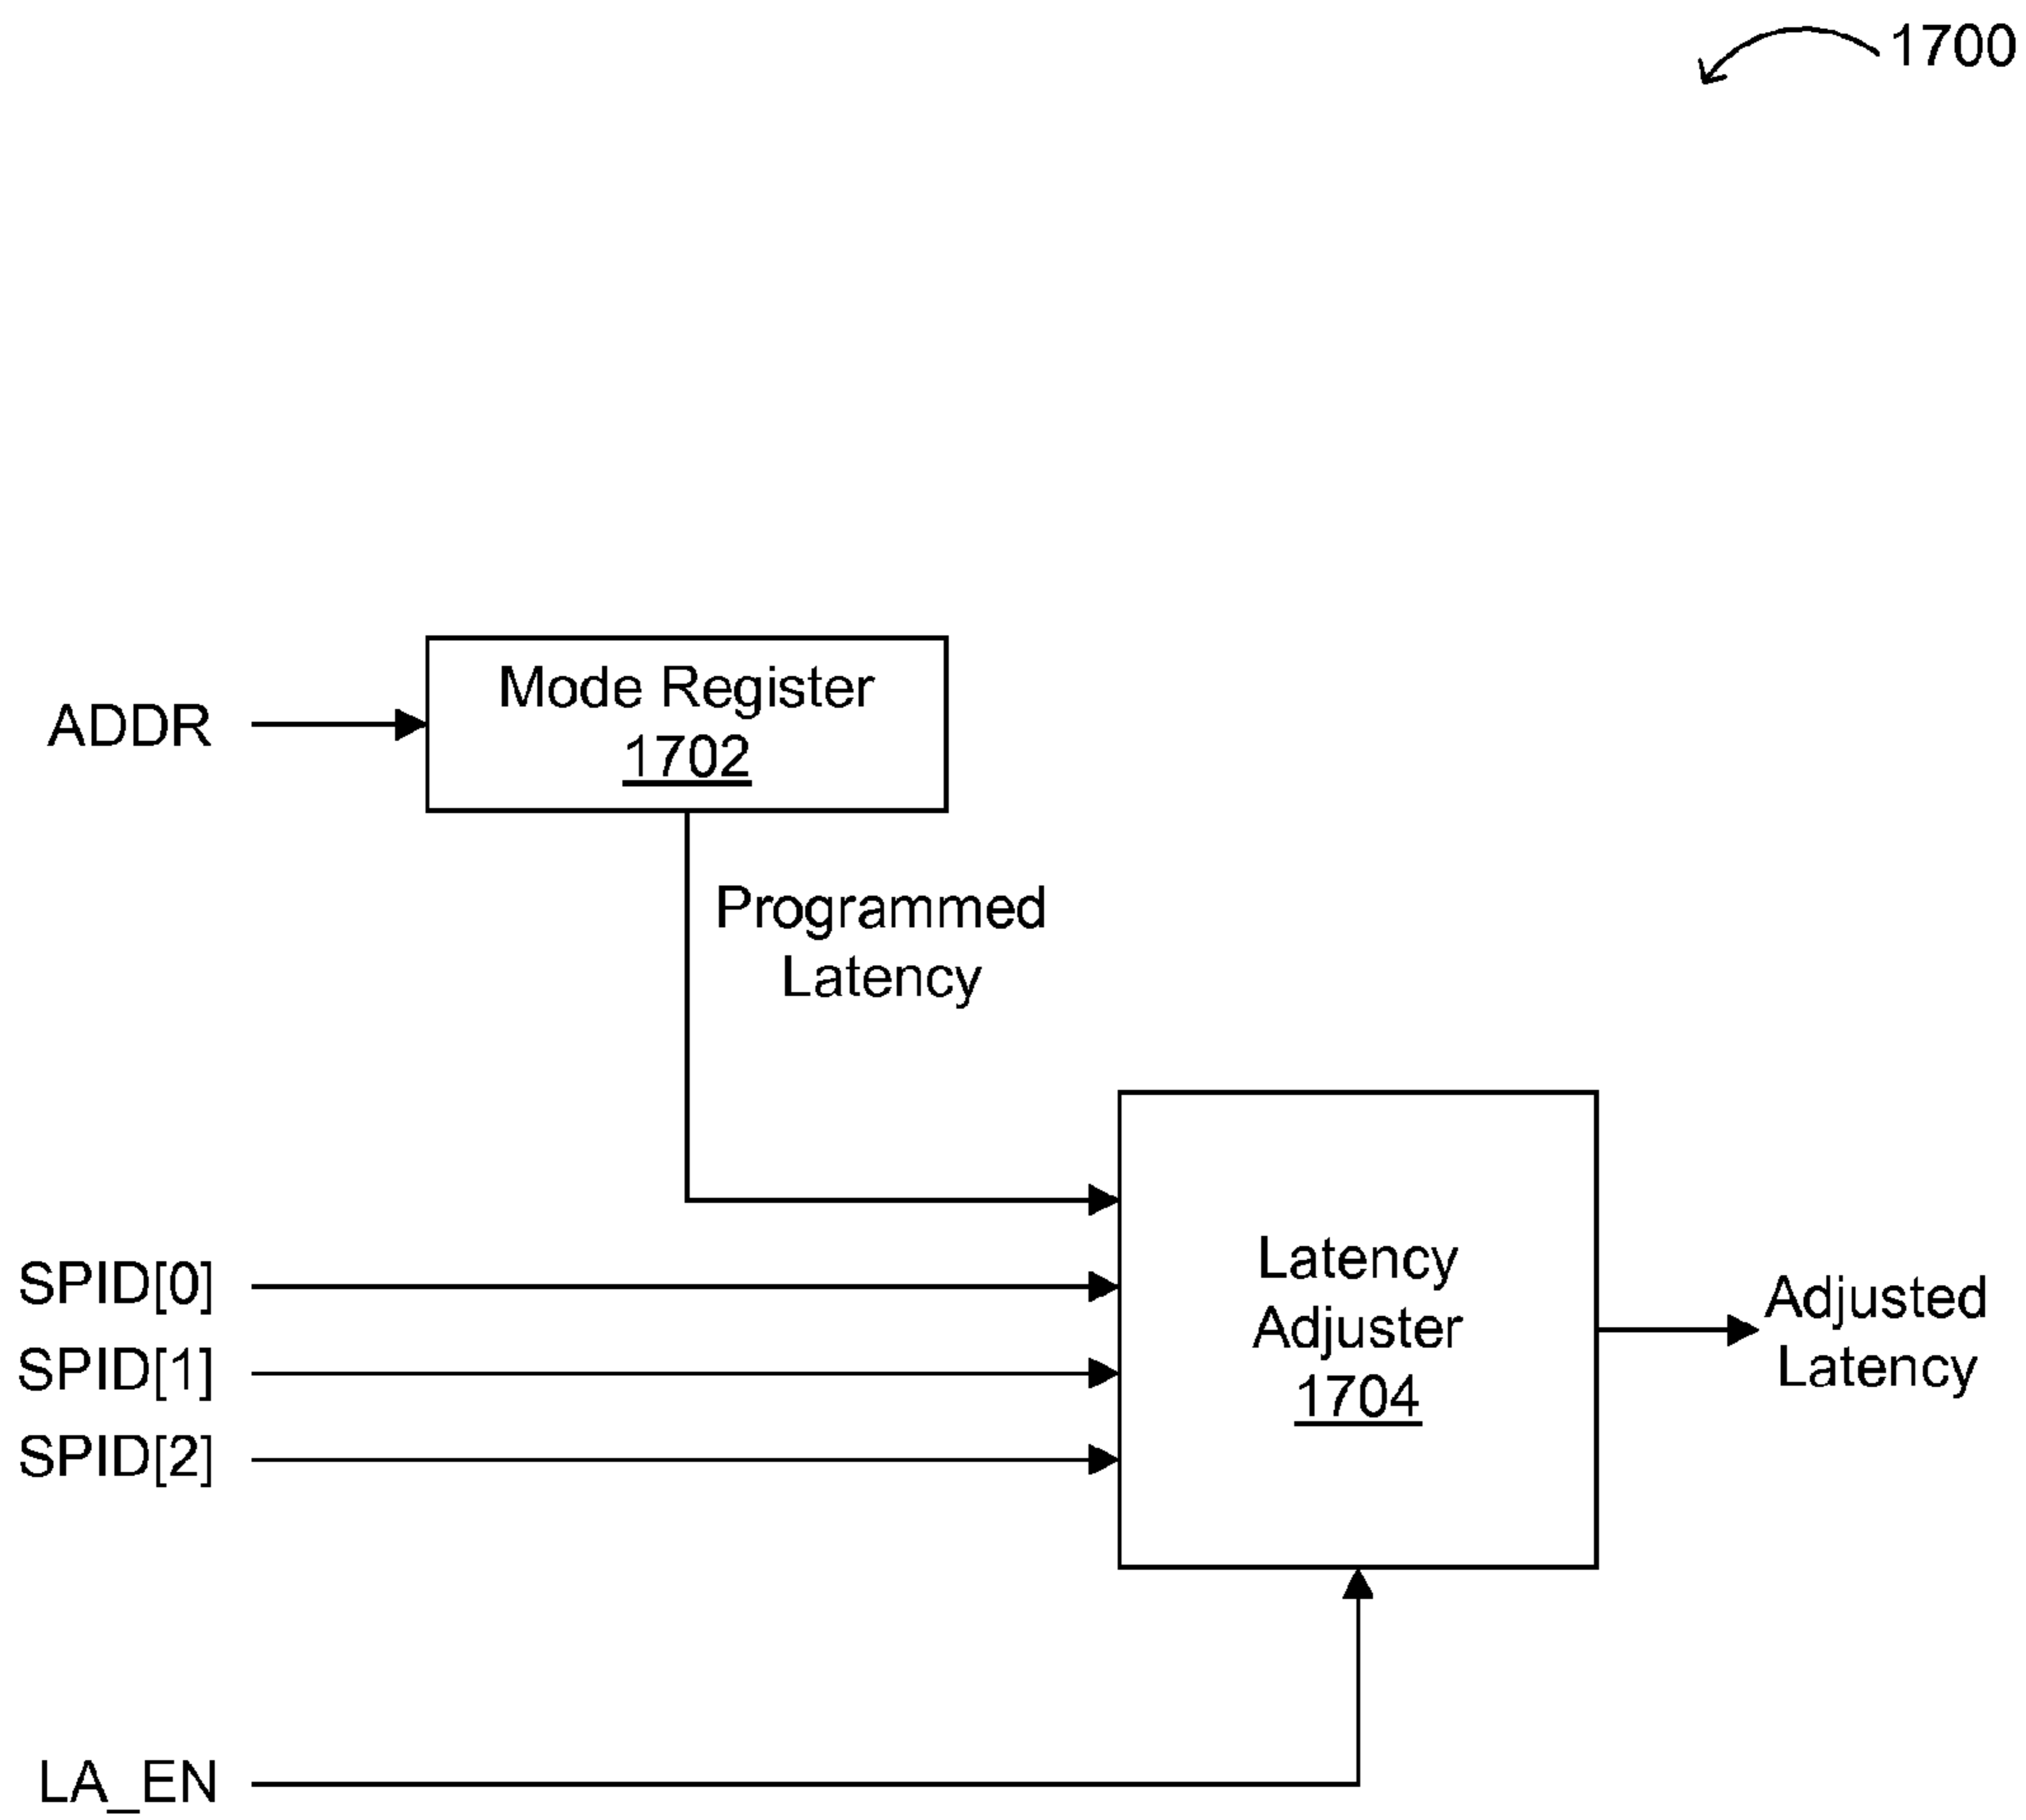 1700
ADDR
Mode Register
1702
Programmed
Latency
SPID[0]
SPID[1]
SPID[2]
Latency
Adjuster
1704
Adjusted
Latency
LA_EN